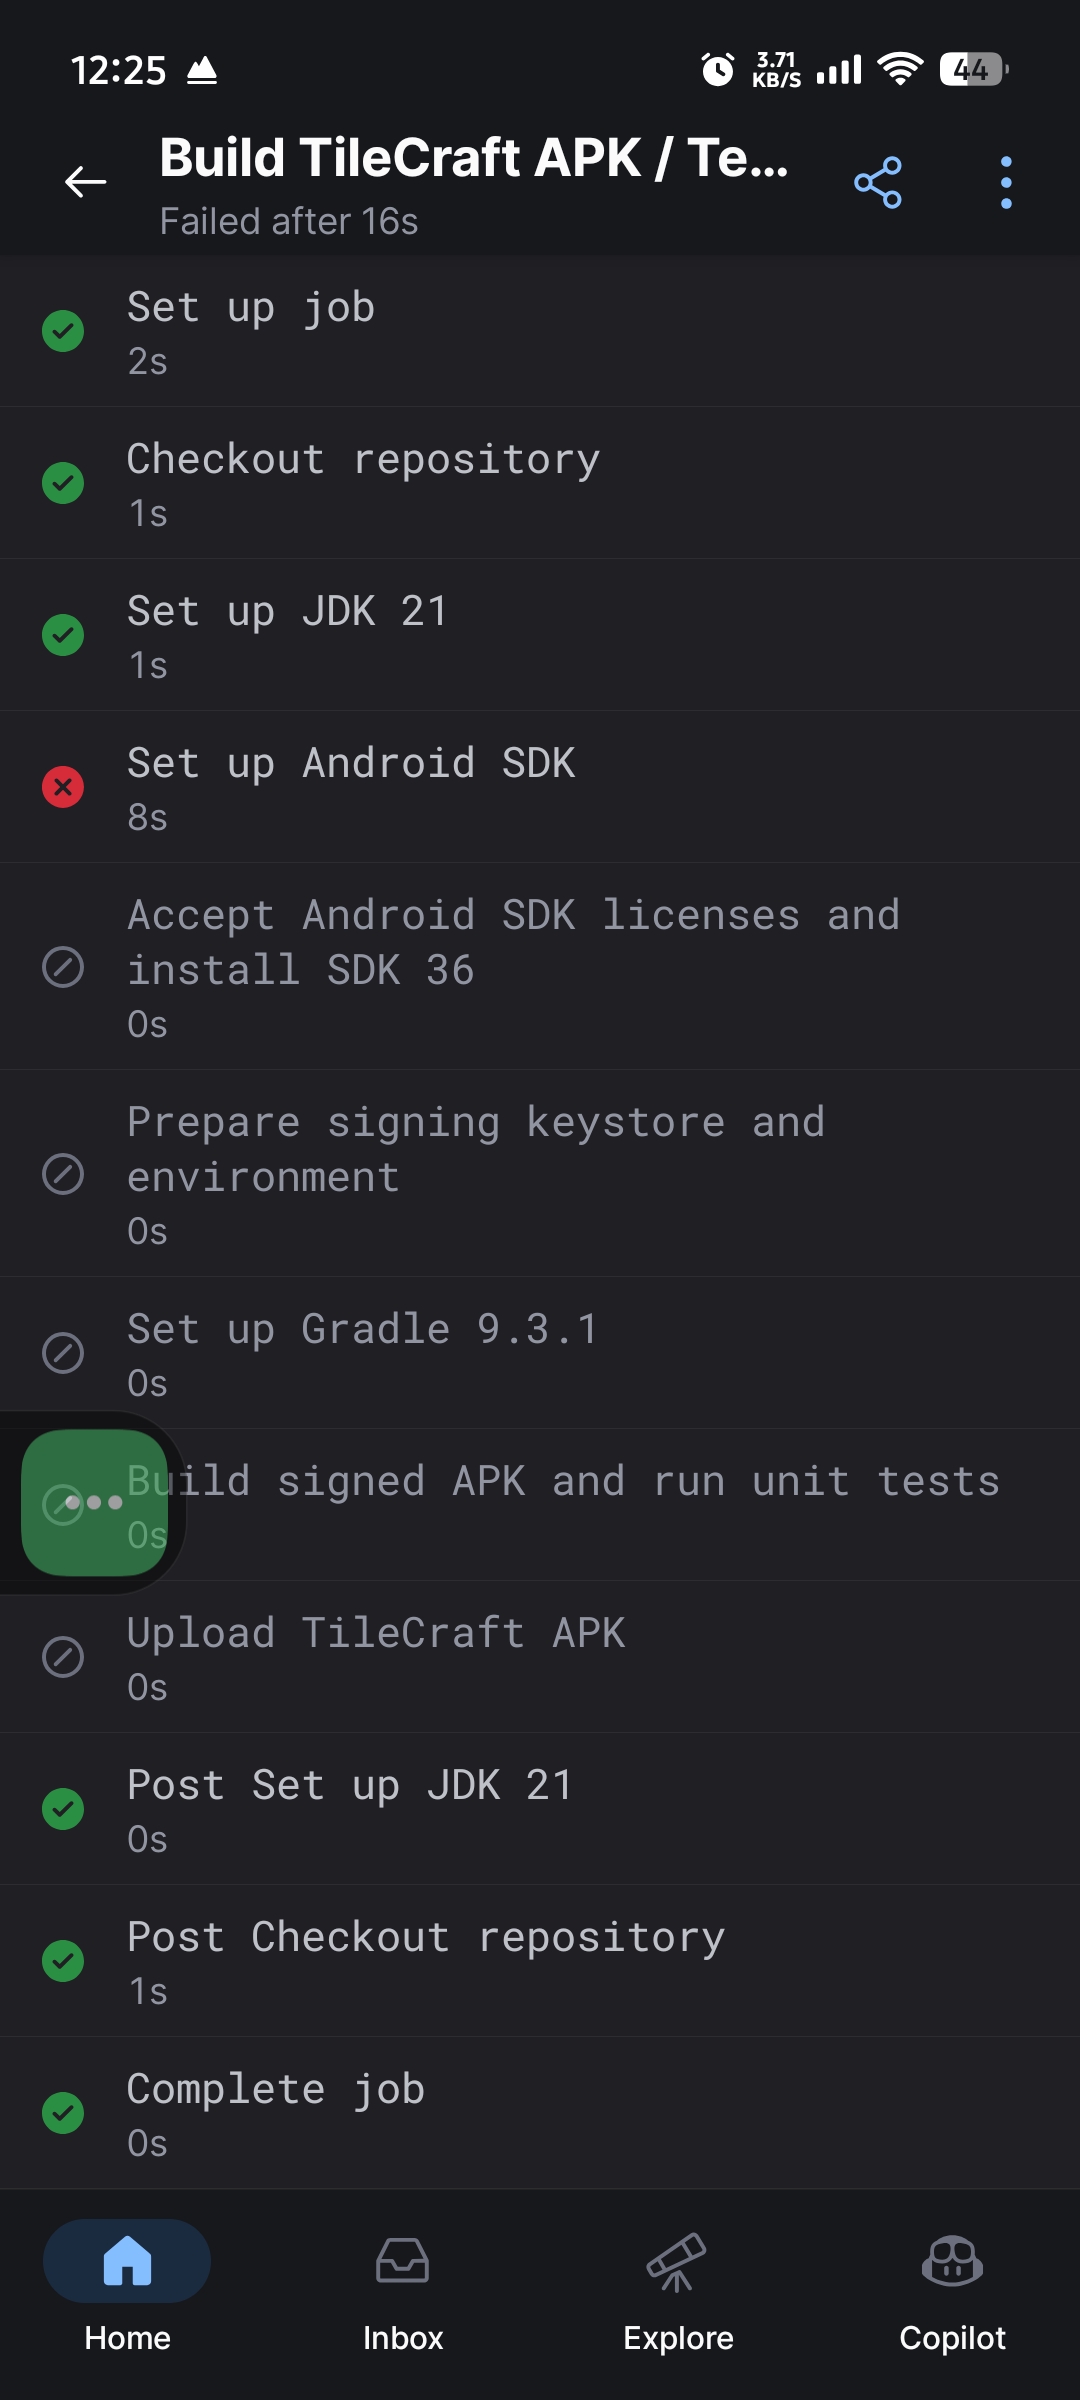 12:25
3.71
KB/S
44
Build TileCraft APK / Te...
Failed after 16s
Set up job
2s
Checkout repository
1s
Set up JDK 21
1s
Set up Android SDK
8s
Accept Android SDK licenses and
install SDK 36
0s
Prepare signing keystore and
environment
0s
Set up Gradle 9.3.1
0s
Build signed APK and run unit tests
0s
Upload TileCraft APK
0s
Post Set up JDK 21
0s
Post Checkout repository
1s
Complete job
0s
Home
Inbox
Explore
Copilot